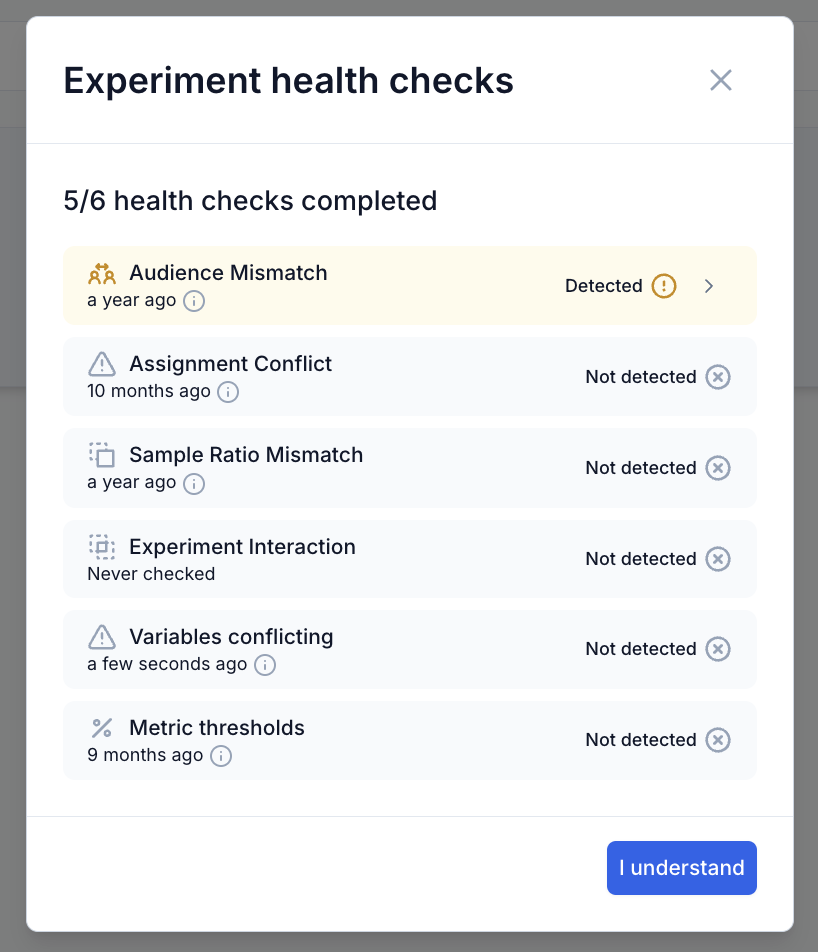 Experiment health checks
5/6 health checks completed
Audience Mismatch
a year ago
Detected
Assignment Conflict
10 months ago
Not detected
Sample Ratio Mismatch
a year ago
Not detected
Experiment Interaction
Never checked
Not detected
Variables conflicting
a few seconds ago
Not detected
Metric thresholds
9 months ago
Not detected
I understand